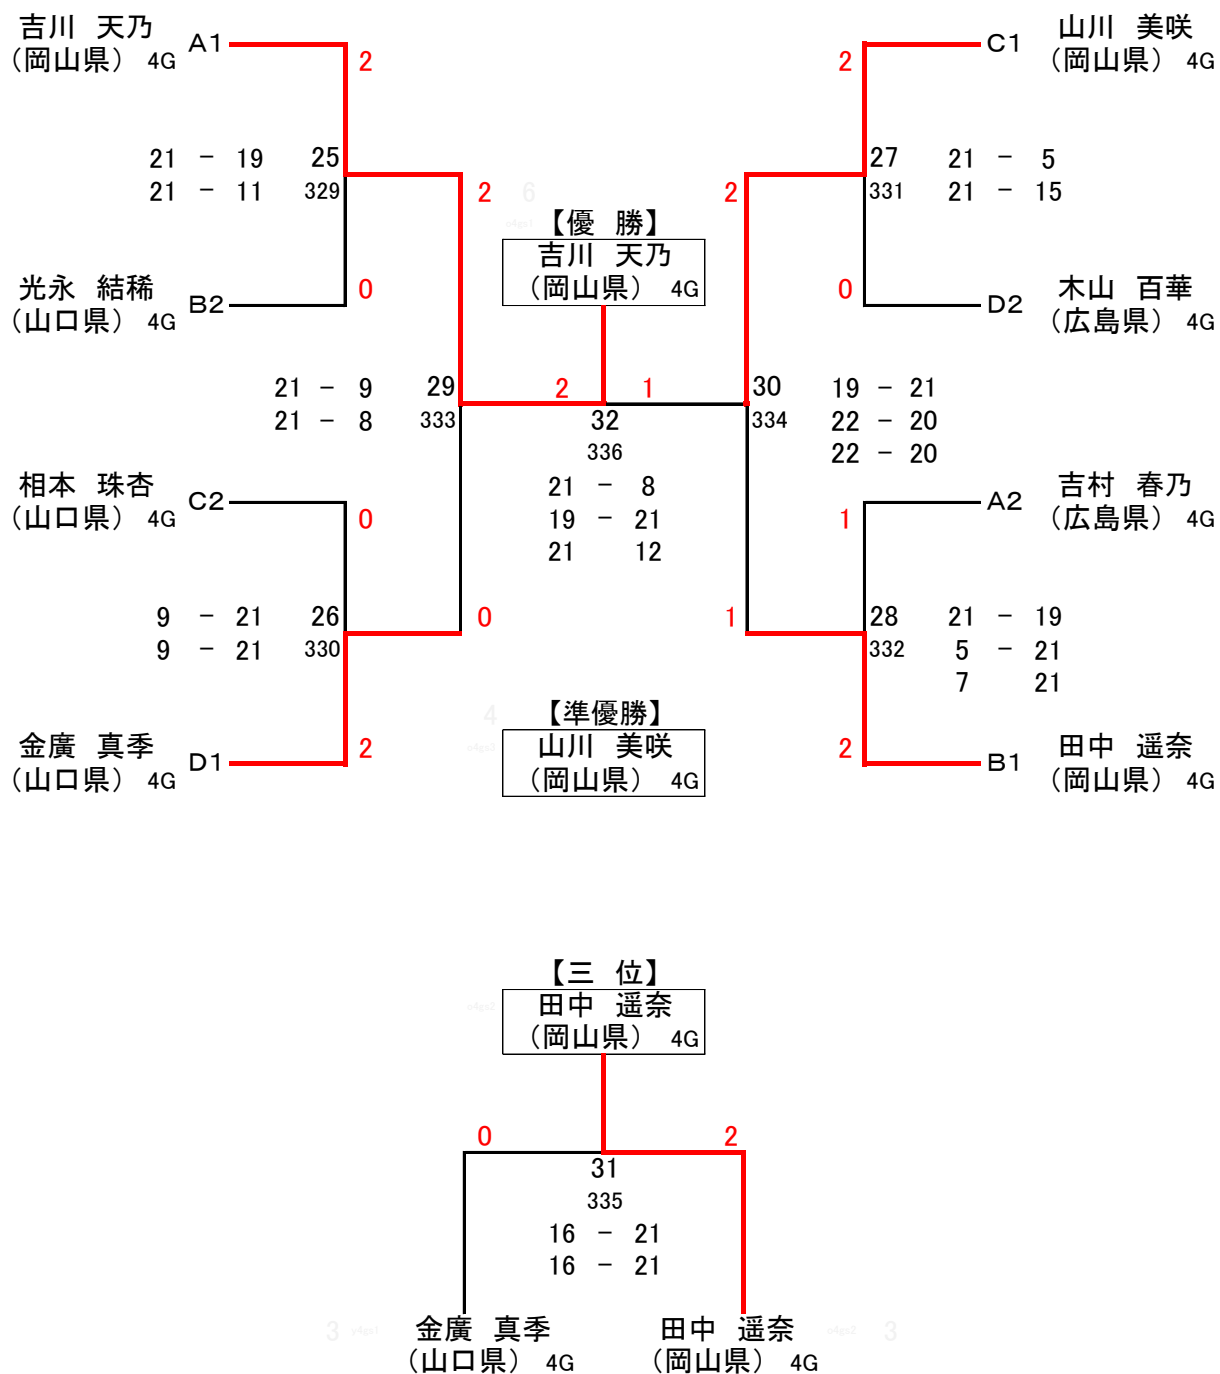 吉川　天乃
（岡山県） 4G
A1
2
21 － 19
21 － 11
25
329
光永　結稀
（山口県） 4G
B2
0
2
21 － 9
21 － 8
29
333
相本　珠杏
（山口県） 4G
C2
0
9 － 21
9 － 21
26
330
0
金廣　真季
（山口県） 4G
D1
2
6
o4gs1
【優　勝】
吉川　天乃
（岡山県） 4G
2
1
32
336
21 － 8
19 － 21
21 12
4
【準優勝】
山川　美咲
（岡山県） 4G
山川　美咲
（岡山県） 4G
C1
2
27
331
21 － 5
21 － 15
木山　百華
（広島県） 4G
D2
0
2
30
334
19 － 21
22 － 20
22 － 20
吉村　春乃
（広島県） 4G
A2
1
28
332
21 － 19
5 － 21
7 21
1
田中　遥奈
（岡山県） 4G
B1
2
【三　位】
o4gs2
田中　遥奈
（岡山県） 4G
0
2
31
335
16 － 21
16 － 21
3
y4gs1
金廣　真季
（山口県） 4G
田中　遥奈
（岡山県） 4G
o4gs2
3